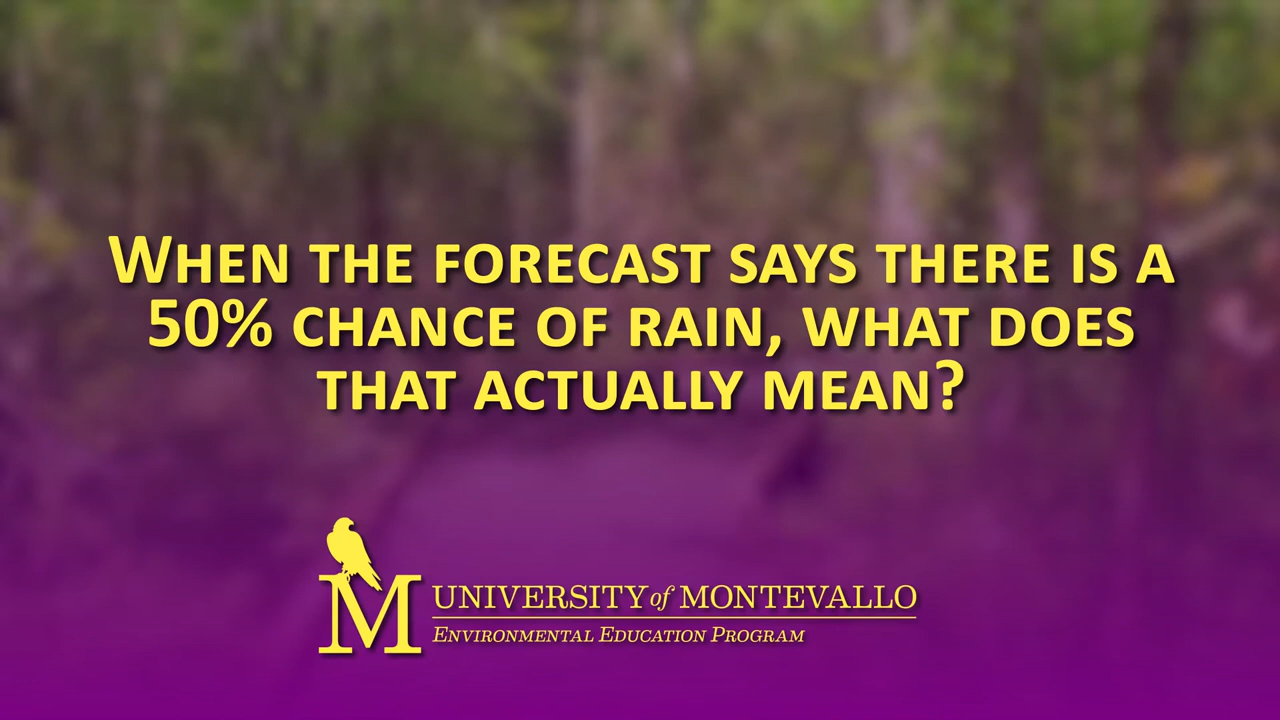 When the forecast says there is a
50% chance of rain, what does
that actually mean?
M UNIVERSITY of MONTEVALLO
Environmental Education Program